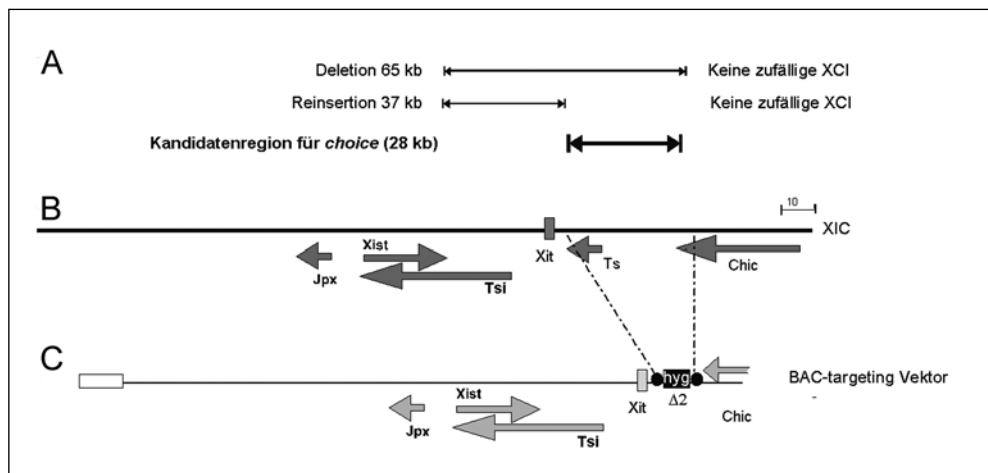 A
Deletion 65 kb Keine zufällige XCI
Reinsertion 37 kb Keine zufällige XCI
Kandidatenregion für choice (28 kb)
B
10
XIC
Xist
Jpx
Tsi
Xit
Ts
Chic
C
hyg
BAC-targeting Vektor
Xist
Jpx
Tsi
Xit
Δ2
Chic